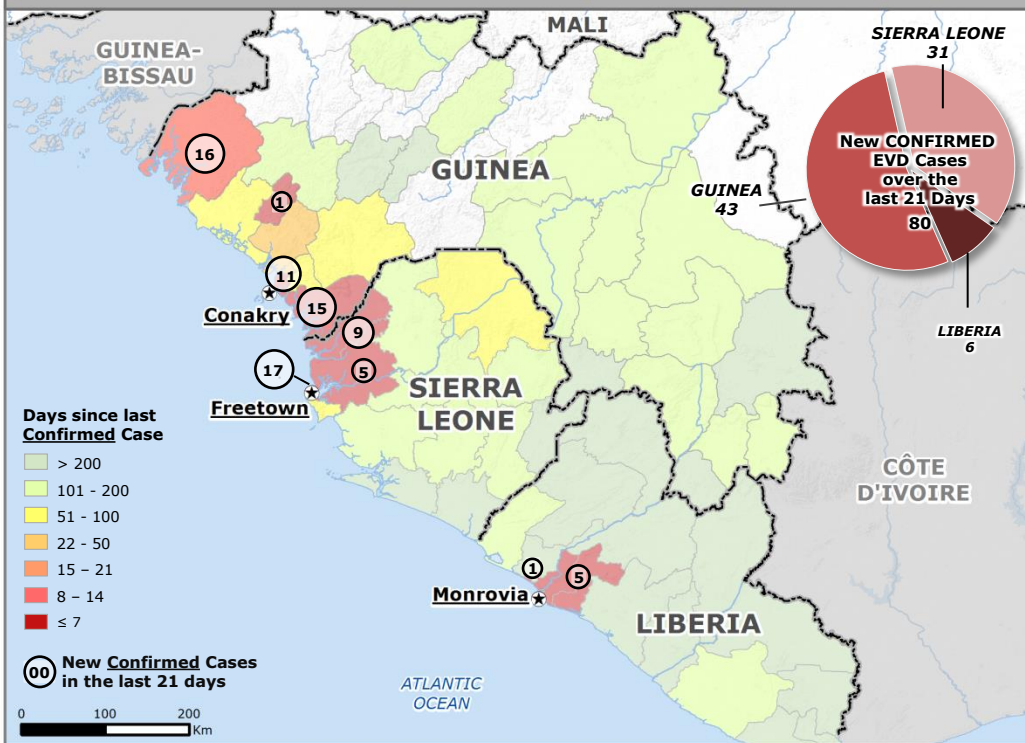 MALI
GUINEA-
BISSAU
SIERRA LEONE
31
New CONFIRMED
EVD Cases
over the
last 21 Days
80
GUINEA
43
LIBERIA
6
16
GUINEA
1
11
Conakry
15
9
17
5
Freetown
SIERRA
LEONE
Days since last
Confirmed Case
> 200
101 - 200
51 - 100
22 - 50
15 – 21
8 – 14
≤ 7
CÔTE
D'IVOIRE
1
5
Monrovia
LIBERIA
00 New Confirmed Cases
in the last 21 days
ATLANTIC
OCEAN
0 100 200
Km